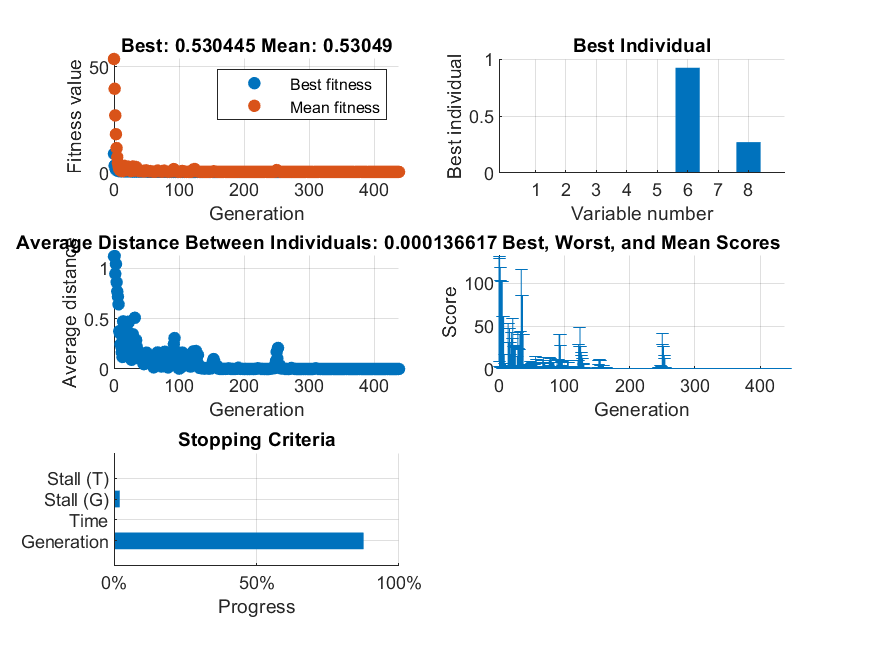 Best: 0.530445 Mean: 0.53049
Fitness value
50
0
Best fitness
Mean fitness
0 100 200 300 400
Generation
Best Individual
Best individual
1
0.5
0
1 2 3 4 5 6 7 8
Variable number
Average Distance Between Individuals: 0.000136617
Average distance
1
0.5
0
0 100 200 300 400
Generation
Best, Worst, and Mean Scores
Score
100
50
0
0 100 200 300 400
Generation
Stopping Criteria
Stall (T)
Stall (G)
Time
Generation
0% 50% 100%
Progress